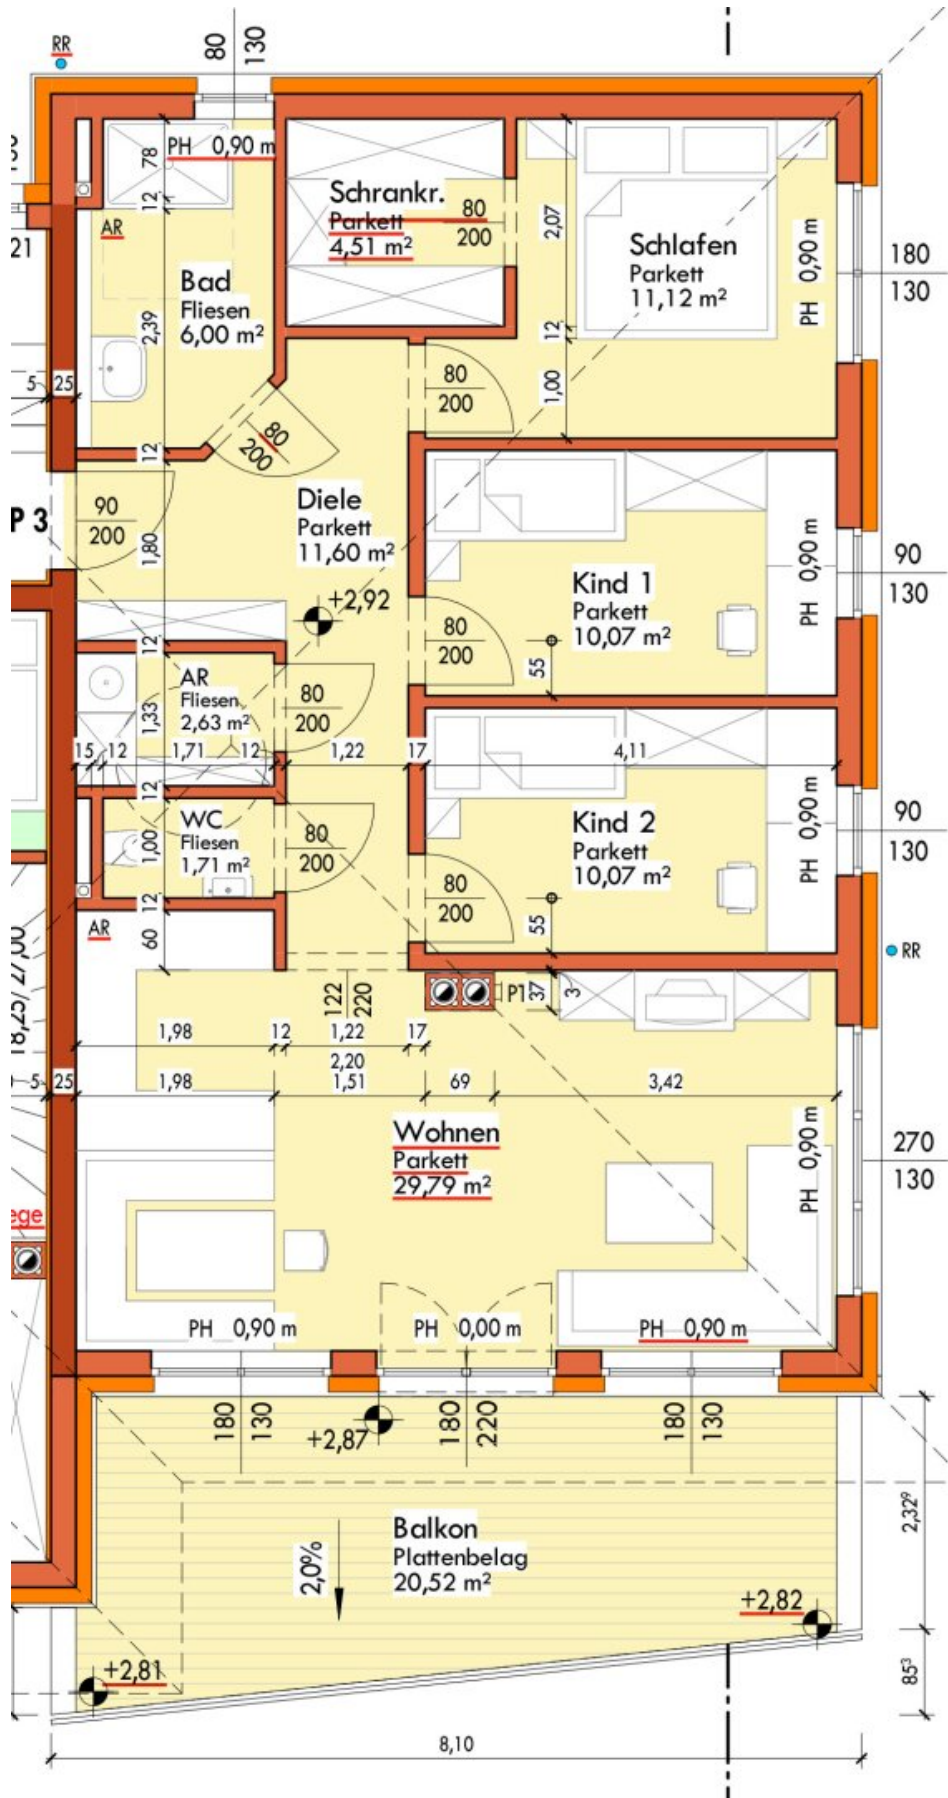 RR
80
130
PH 0,90 m
78
12
AR
Schrankr.
Parkett
4,51 m²
80
200
2,07
Schlafen
Parkett
11,12 m²
PH 0,90 m
180
130
21
Bad
Fliesen
6,00 m²
2,39
12
1,00
5
25
80
200
80
200
12
P 3
90
200
1,80
Diele
Parkett
11,60 m²
+2,92
Kind 1
Parkett
10,07 m²
PH 0,90 m
90
130
80
200
55
12
AR
Fliesen
2,63 m²
1,33
80
200
15
12
1,71
12
1,22
17
4,11
12
WC
Fliesen
1,71 m²
1,00
80
200
Kind 2
Parkett
10,07 m²
PH 0,90 m
90
130
80
200
55
12
60
AR
RR
18,25/27,00
122
220
P1
37
3
1,98
12
1,22
17
2,20
5
25
1,98
1,51
69
3,42
Wohnen
Parkett
29,79 m²
PH 0,90 m
270
130
ege
PH 0,90 m
PH 0,00 m
PH 0,90 m
180
130
+2,87
180
220
180
130
2,32⁹
Balkon
Plattenbelag
20,52 m²
2,0%
+2,82
+2,81
85³
8,10